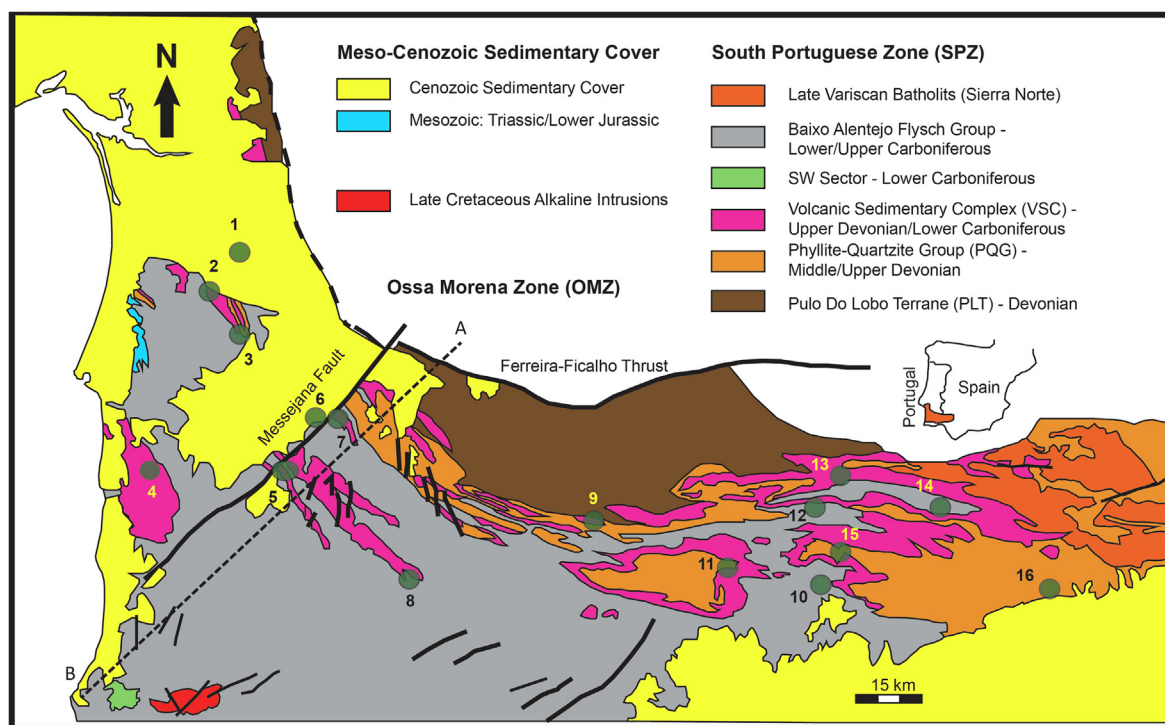 N
Meso-Cenozoic Sedimentary Cover
Cenozoic Sedimentary Cover
Mesozoic: Triassic/Lower Jurassic
Late Cretaceous Alkaline Intrusions
South Portuguese Zone (SPZ)
Late Variscan Batholits (Sierra Norte)
Baixo Alentejo Flysch Group -
Lower/Upper Carboniferous
SW Sector - Lower Carboniferous
Volcanic Sedimentary Complex (VSC) -
Upper Devonian/Lower Carboniferous
Phyllite-Quartzite Group (PQG) -
Middle/Upper Devonian
Pulo Do Lobo Terrane (PLT) - Devonian
1
2
3
Ossa Morena Zone (OMZ)
A
Ferreira-Ficalho Thrust
Messejana Fault
Portugal
Spain
6
7
4
5
8
9
13
14
12
15
11
10
16
B
15 km